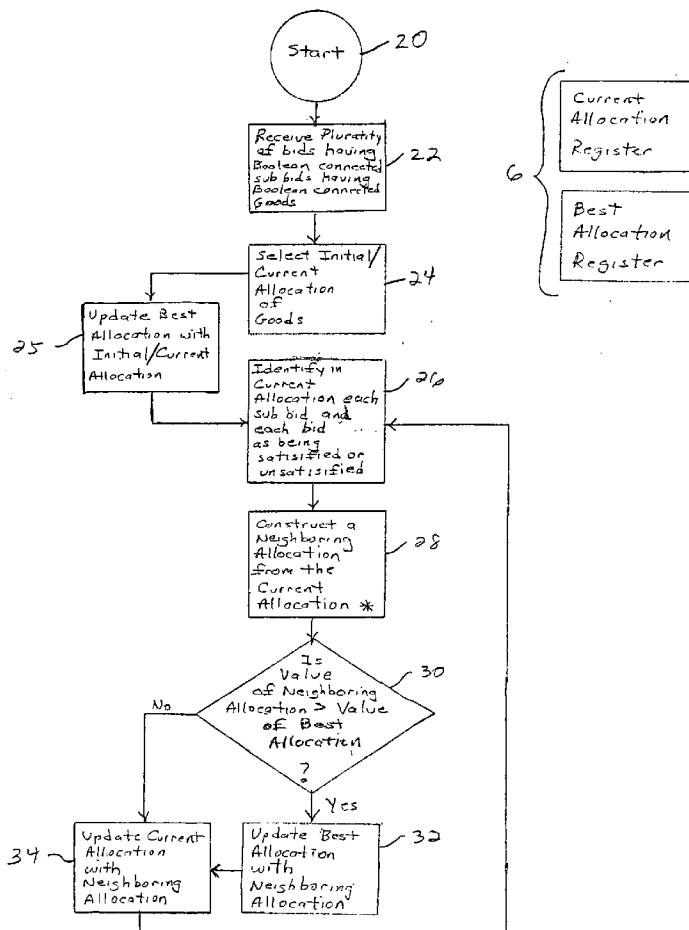 Start
20
Receive Plurality
of bids having
Boolean connected
sub bids having
Boolean connected
Goods
22
Select Initial/
Current
Allocation
of
Goods
24
Update Best
Allocation with
Initial/Current
Allocation
25
Identify in
Current
Allocation each
sub bid and
each bid
as being
satisified or
unsatisified
26
Construct a
Neighboring
Allocation
from the
Current
Allocation *
28
Is
Value
of Neighboring
Allocation > Value
of Best
Allocation
?
30
No
Yes
Update Current
Allocation
with
Neighboring
Allocation
34
Update Best
Allocation
with
Neighboring
Allocation
32
6
Current
Allocation
Register
Best
Allocation
Register